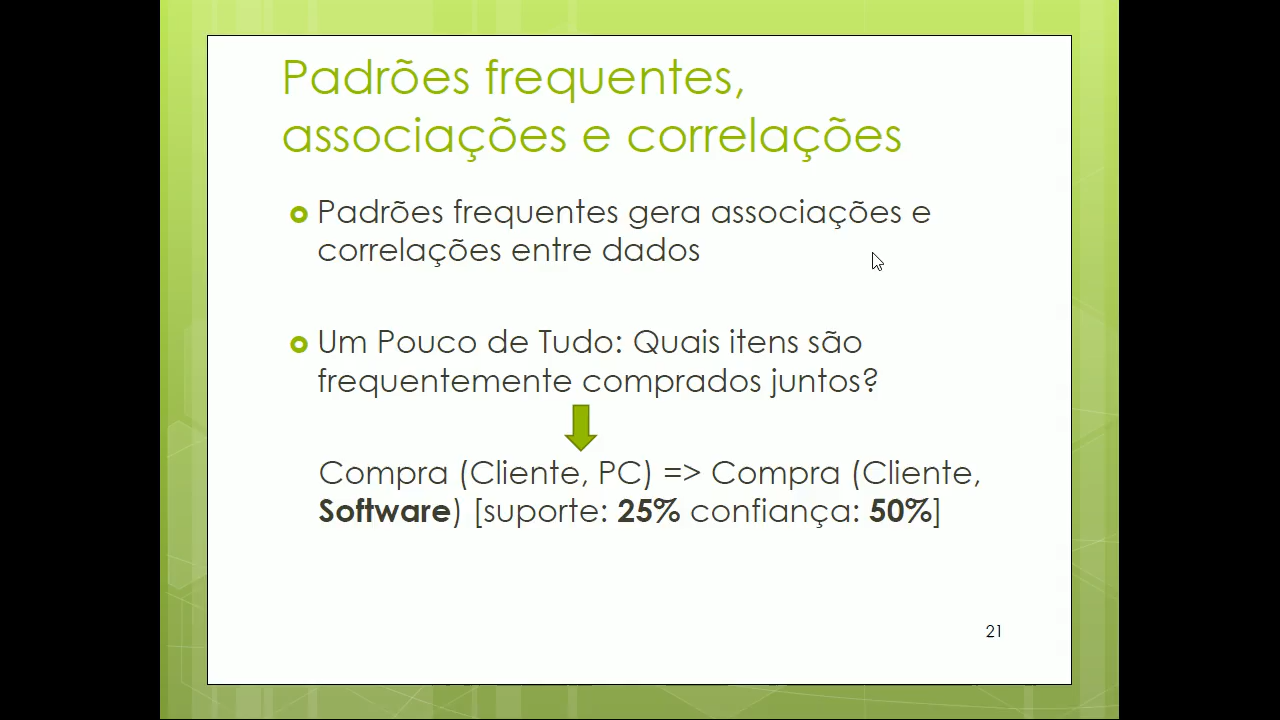 Padrões frequentes,
associações e correlações
Padrões frequentes gera associações e
correlações entre dados
Um Pouco de Tudo: Quais itens são
frequentemente comprados juntos?
Compra (Cliente, PC) => Compra (Cliente,
Software) [suporte: 25% confiança: 50%]
21